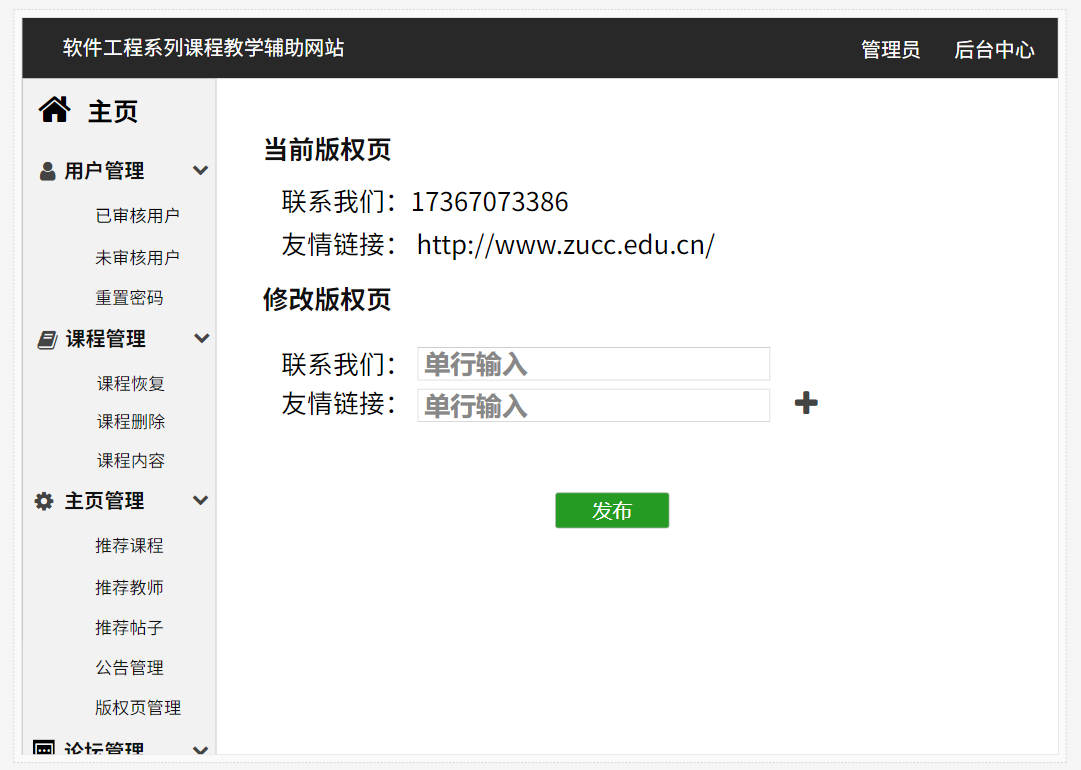 软件工程系列课程教学辅助网站 管理员 后台中心
主页
用户管理
已审核用户
未审核用户
重置密码
课程管理
课程恢复
课程删除
课程内容
主页管理
推荐课程
推荐教师
推荐帖子
公告管理
版权页管理
论坛管理
当前版权页
联系我们：17367073386
友情链接： http://www.zucc.edu.cn/
修改版权页
联系我们： 单行输入
友情链接： 单行输入
发布